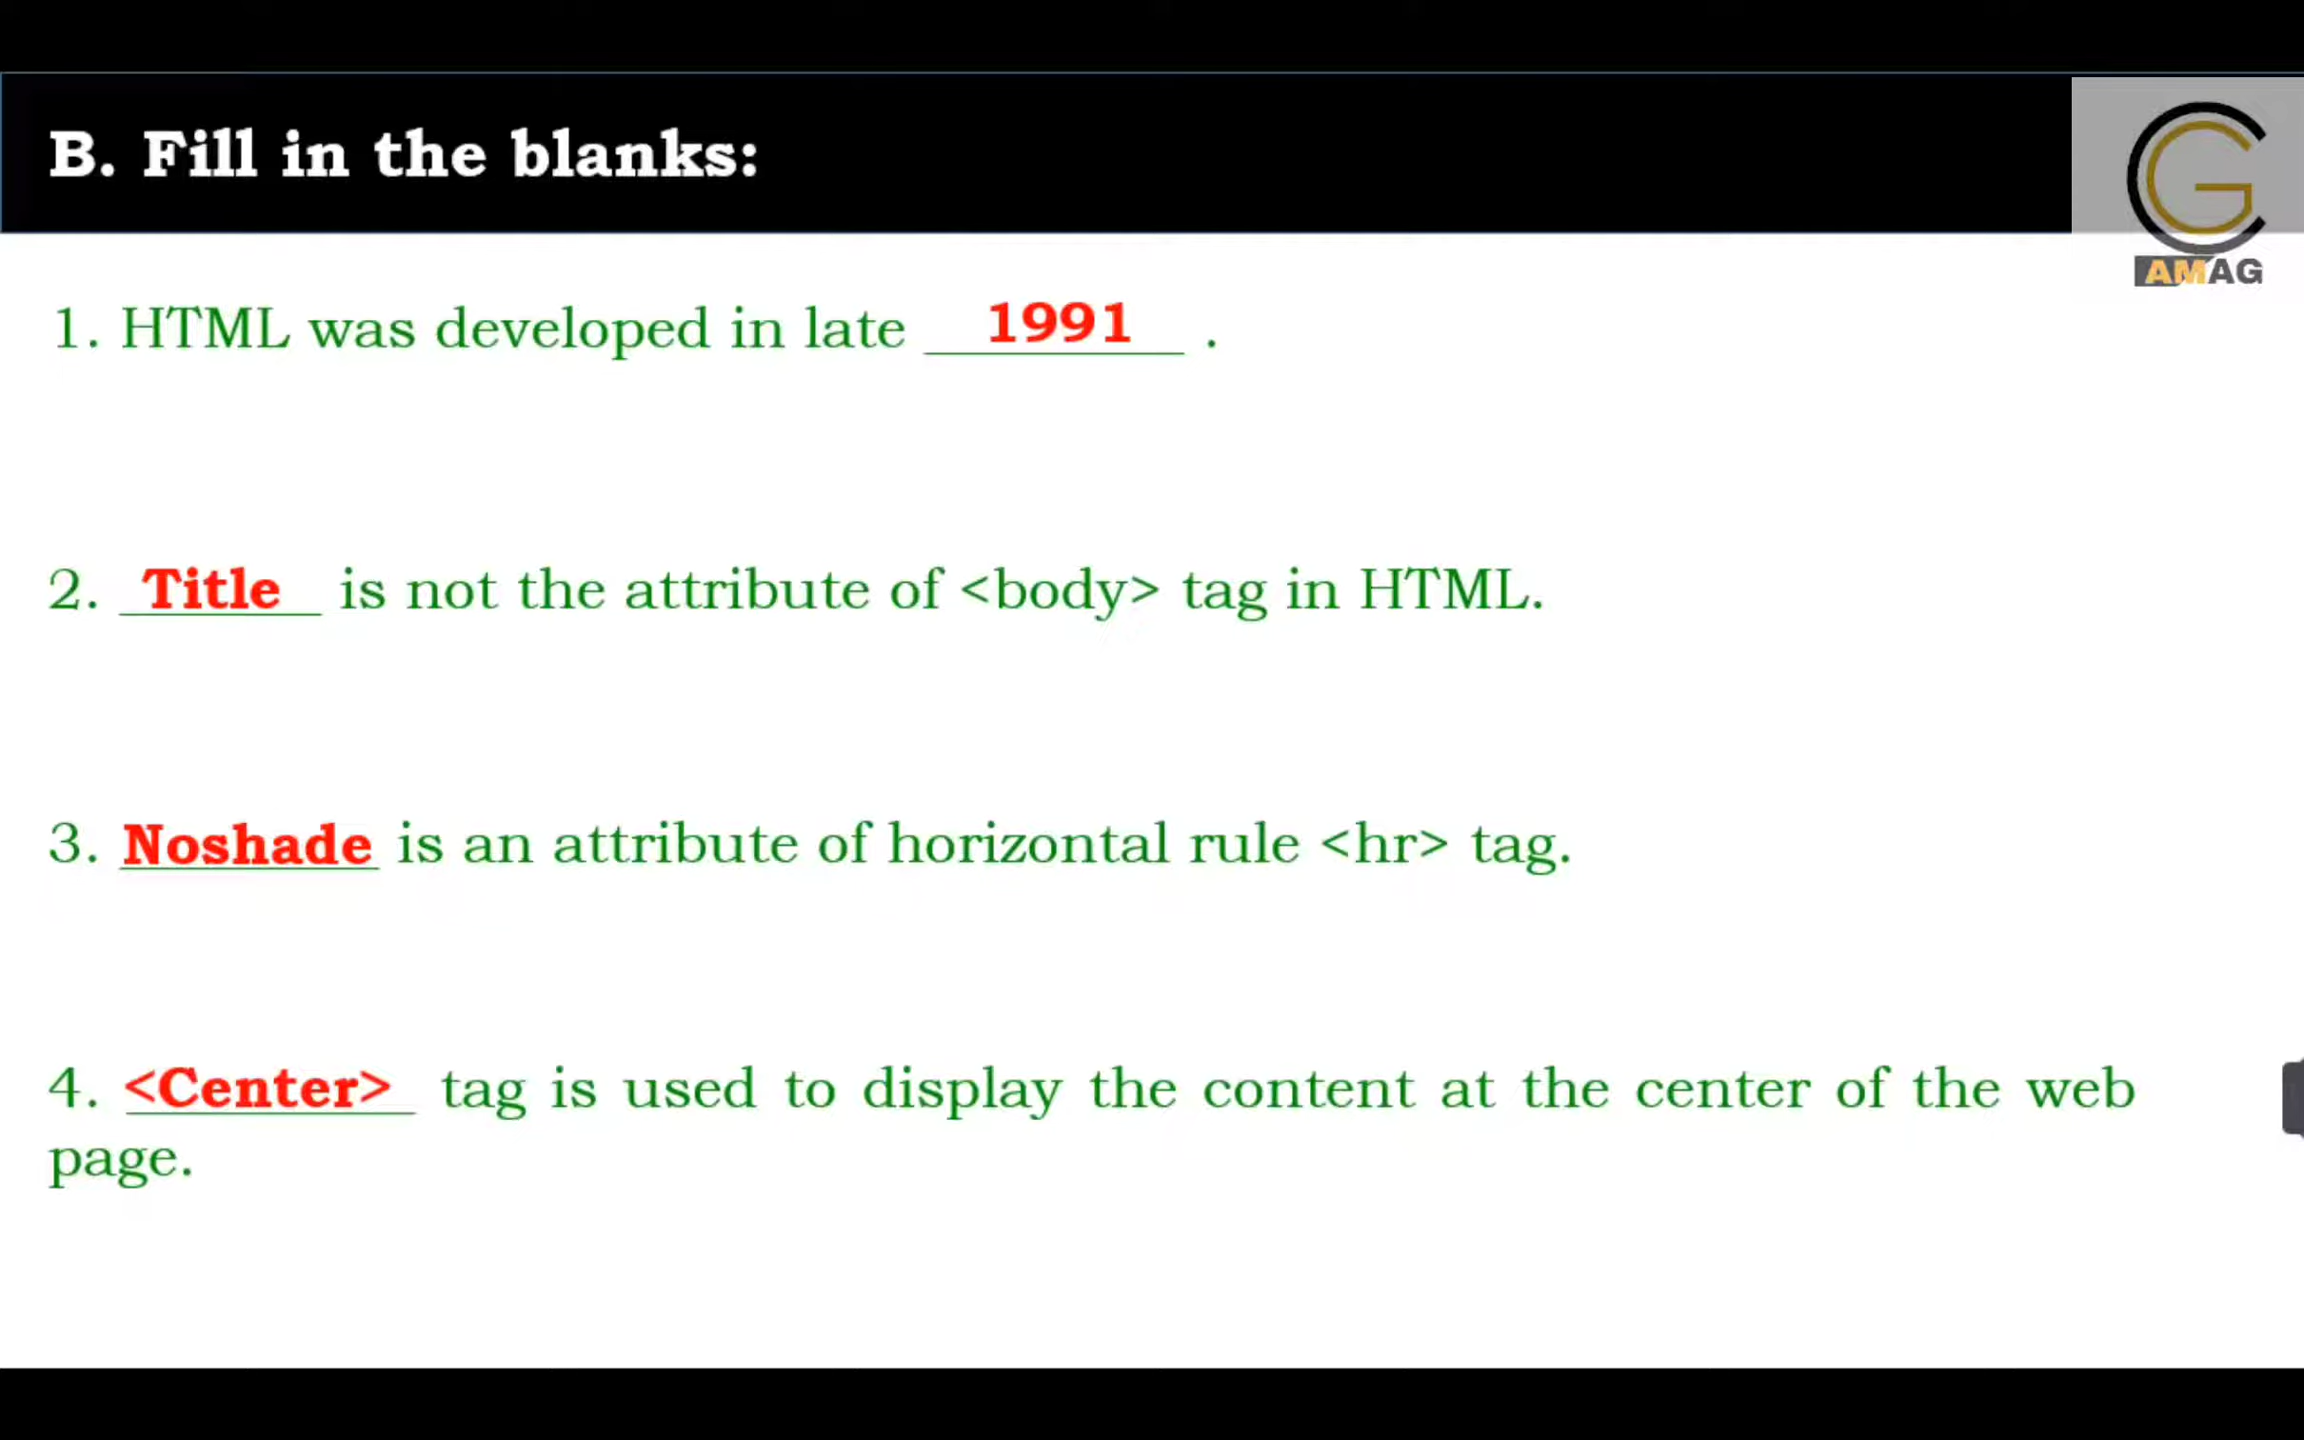 B. Fill in the blanks:
AMAG
1. HTML was developed in late 1991 .
2. Title is not the attribute of <body> tag in HTML.
3. Noshade is an attribute of horizontal rule <hr> tag.
4. <Center> tag is used to display the content at the center of the web
page.